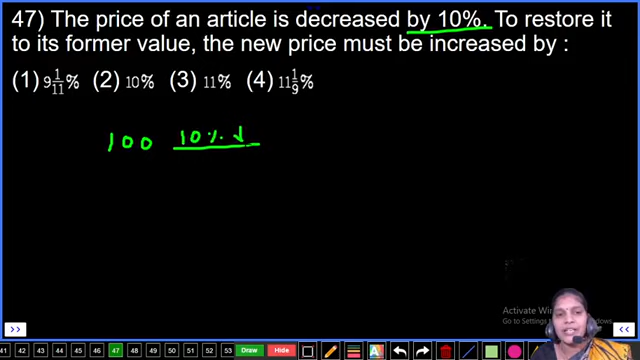 47) The price of an article is decreased by 10%. To restore it
to its former value, the new price must be increased by :
(1) 9 1/11% (2) 10% (3) 11% (4) 11 1/9%
100 10% ↓
Activate Win
Go to Settings to
>> 41 42 43 44 45 46 47 48 49 50 51 52 53 Draw Hide >>